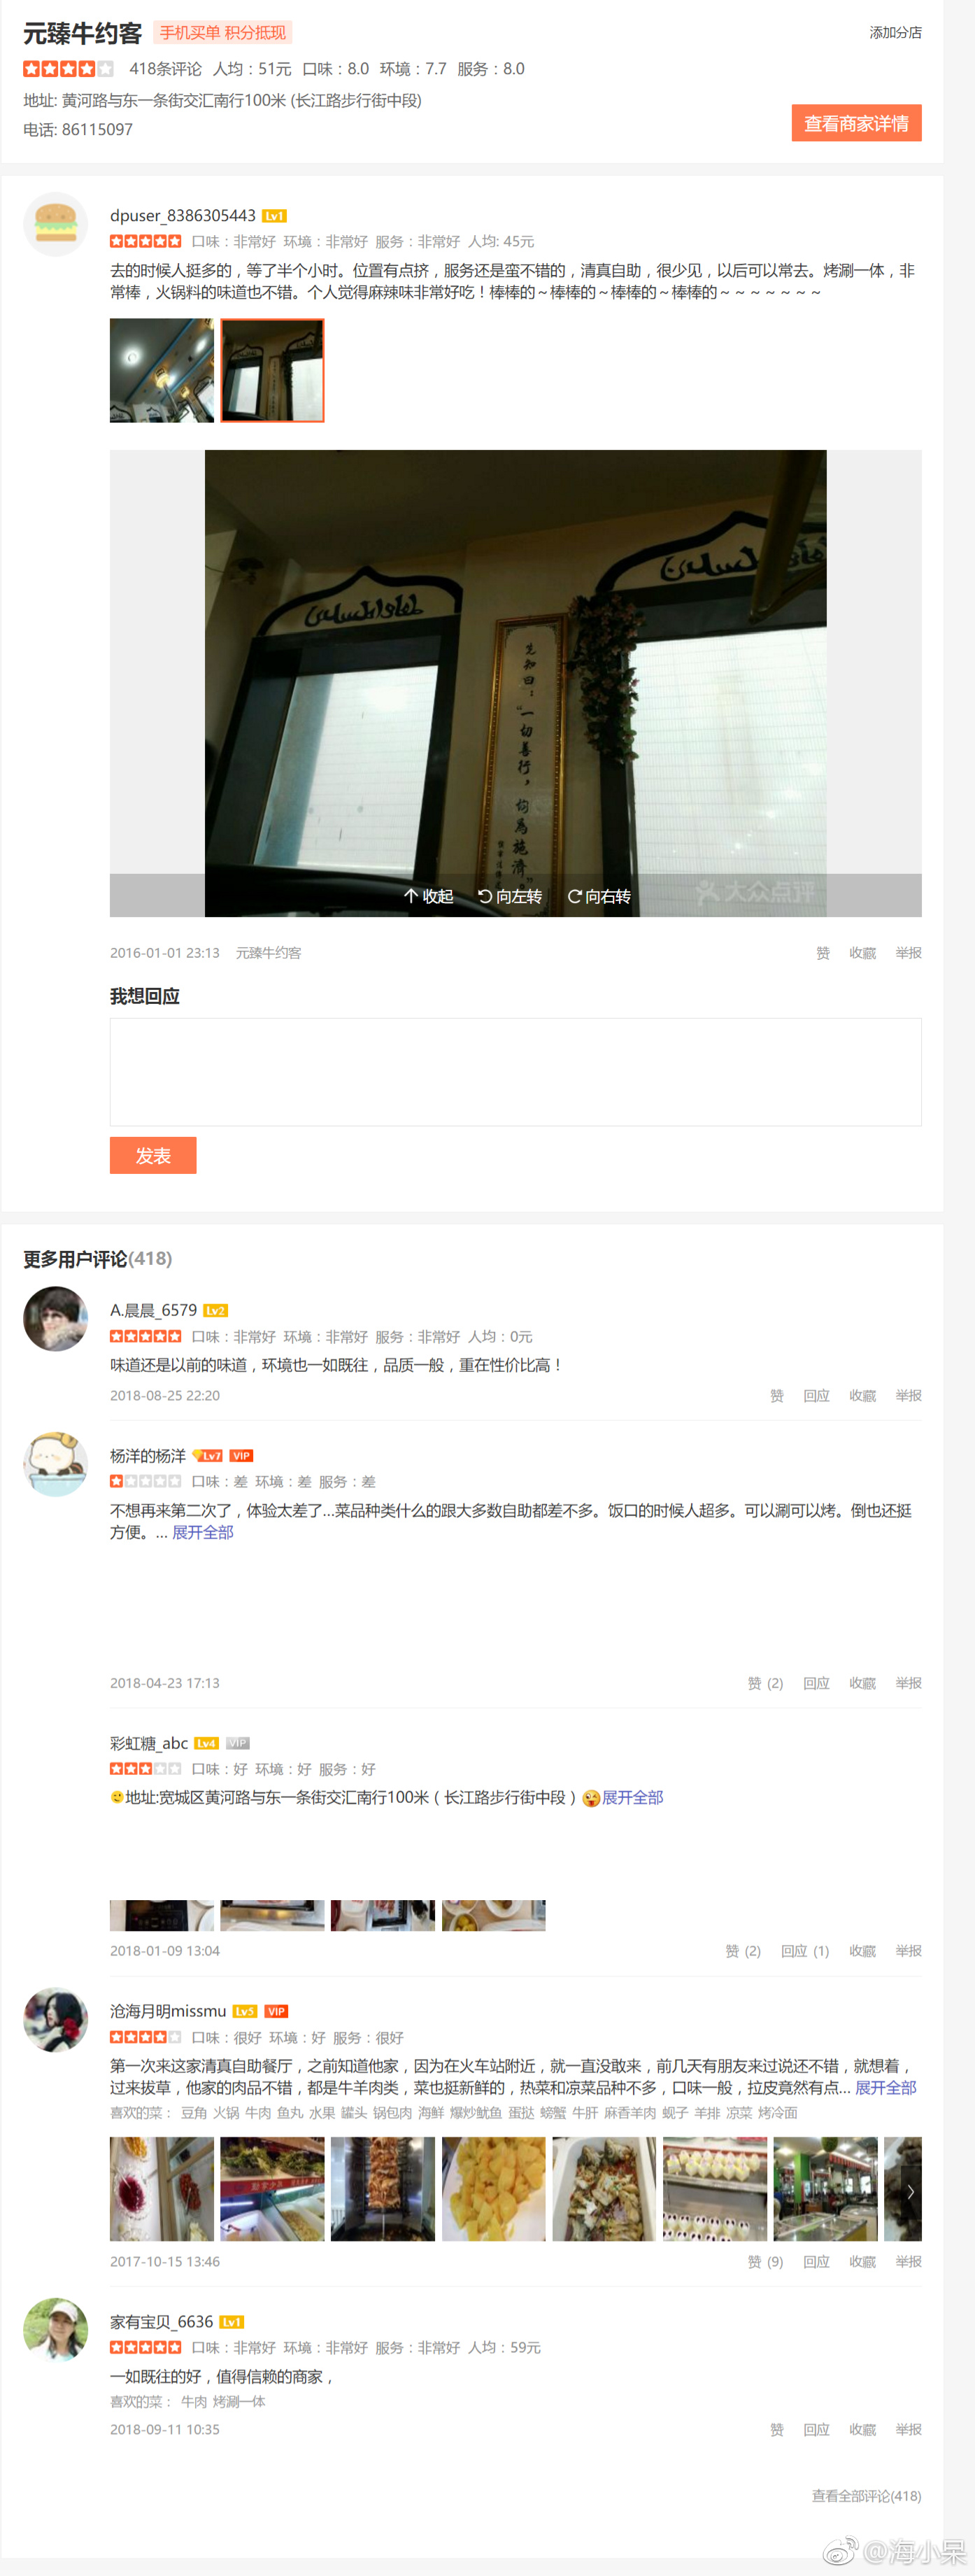 元臻牛约客 手机买单 积分抵现 添加分店
418条评论 人均：51元 口味：8.0 环境：7.7 服务：8.0
地址: 黄河路与东一条街交汇南行100米 (长江路步行街中段)
电话: 86115097
查看商家详情
dpuser_8386305443 Lv1
口味：非常好 环境：非常好 服务：非常好 人均: 45元
去的时候人挺多的，等了半个小时。位置有点挤，服务还是蛮不错的，清真自助，很少见，以后可以常去。烤涮一体，非
常棒，火锅料的味道也不错。个人觉得麻辣味非常好吃！棒棒的～棒棒的～棒棒的～棒棒的～～～～～～～
先知曰：“一切善行，均为施济
收起 向左转 向右转
大众点评
2016-01-01 23:13 元臻牛约客 赞 收藏 举报
我想回应
发表
更多用户评论(418)
A.晨晨_6579 Lv2
口味：非常好 环境：非常好 服务：非常好 人均：0元
味道还是以前的味道，环境也一如既往，品质一般，重在性价比高！
2018-08-25 22:20 赞 回应 收藏 举报
杨洋的杨洋 Lv7 VIP
口味：差 环境：差 服务：差
不想再来第二次了，体验太差了...菜品种类什么的跟大多数自助都差不多。饭口的时候人超多。可以涮可以烤。倒也还挺
方便。... 展开全部
2018-04-23 17:13 赞 (2) 回应 收藏 举报
彩虹糖_abc Lv4 VIP
口味：好 环境：好 服务：好
地址:宽城区黄河路与东一条街交汇南行100米（长江路步行街中段）展开全部
2018-01-09 13:04 赞 (2) 回应 (1) 收藏 举报
沧海月明missmu Lv5 VIP
口味：很好 环境：好 服务：很好
第一次来这家清真自助餐厅，之前知道他家，因为在火车站附近，就一直没敢来，前几天有朋友来过说还不错，就想着，
过来拔草，他家的肉品不错，都是牛羊肉类，菜也挺新鲜的，热菜和凉菜品种不多，口味一般，拉皮竟然有点... 展开全部
喜欢的菜： 豆角 火锅 牛肉 鱼丸 水果 罐头 锅包肉 海鲜 爆炒鱿鱼 蛋挞 螃蟹 牛肝 麻香羊肉 蚬子 羊排 凉菜 烤冷面
2017-10-15 13:46 赞 (9) 回应 收藏 举报
家有宝贝_6636 Lv1
口味：非常好 环境：非常好 服务：非常好 人均：59元
一如既往的好，值得信赖的商家，
喜欢的菜： 牛肉 烤涮一体
2018-09-11 10:35 赞 回应 收藏 举报
查看全部评论(418)
@海小呆